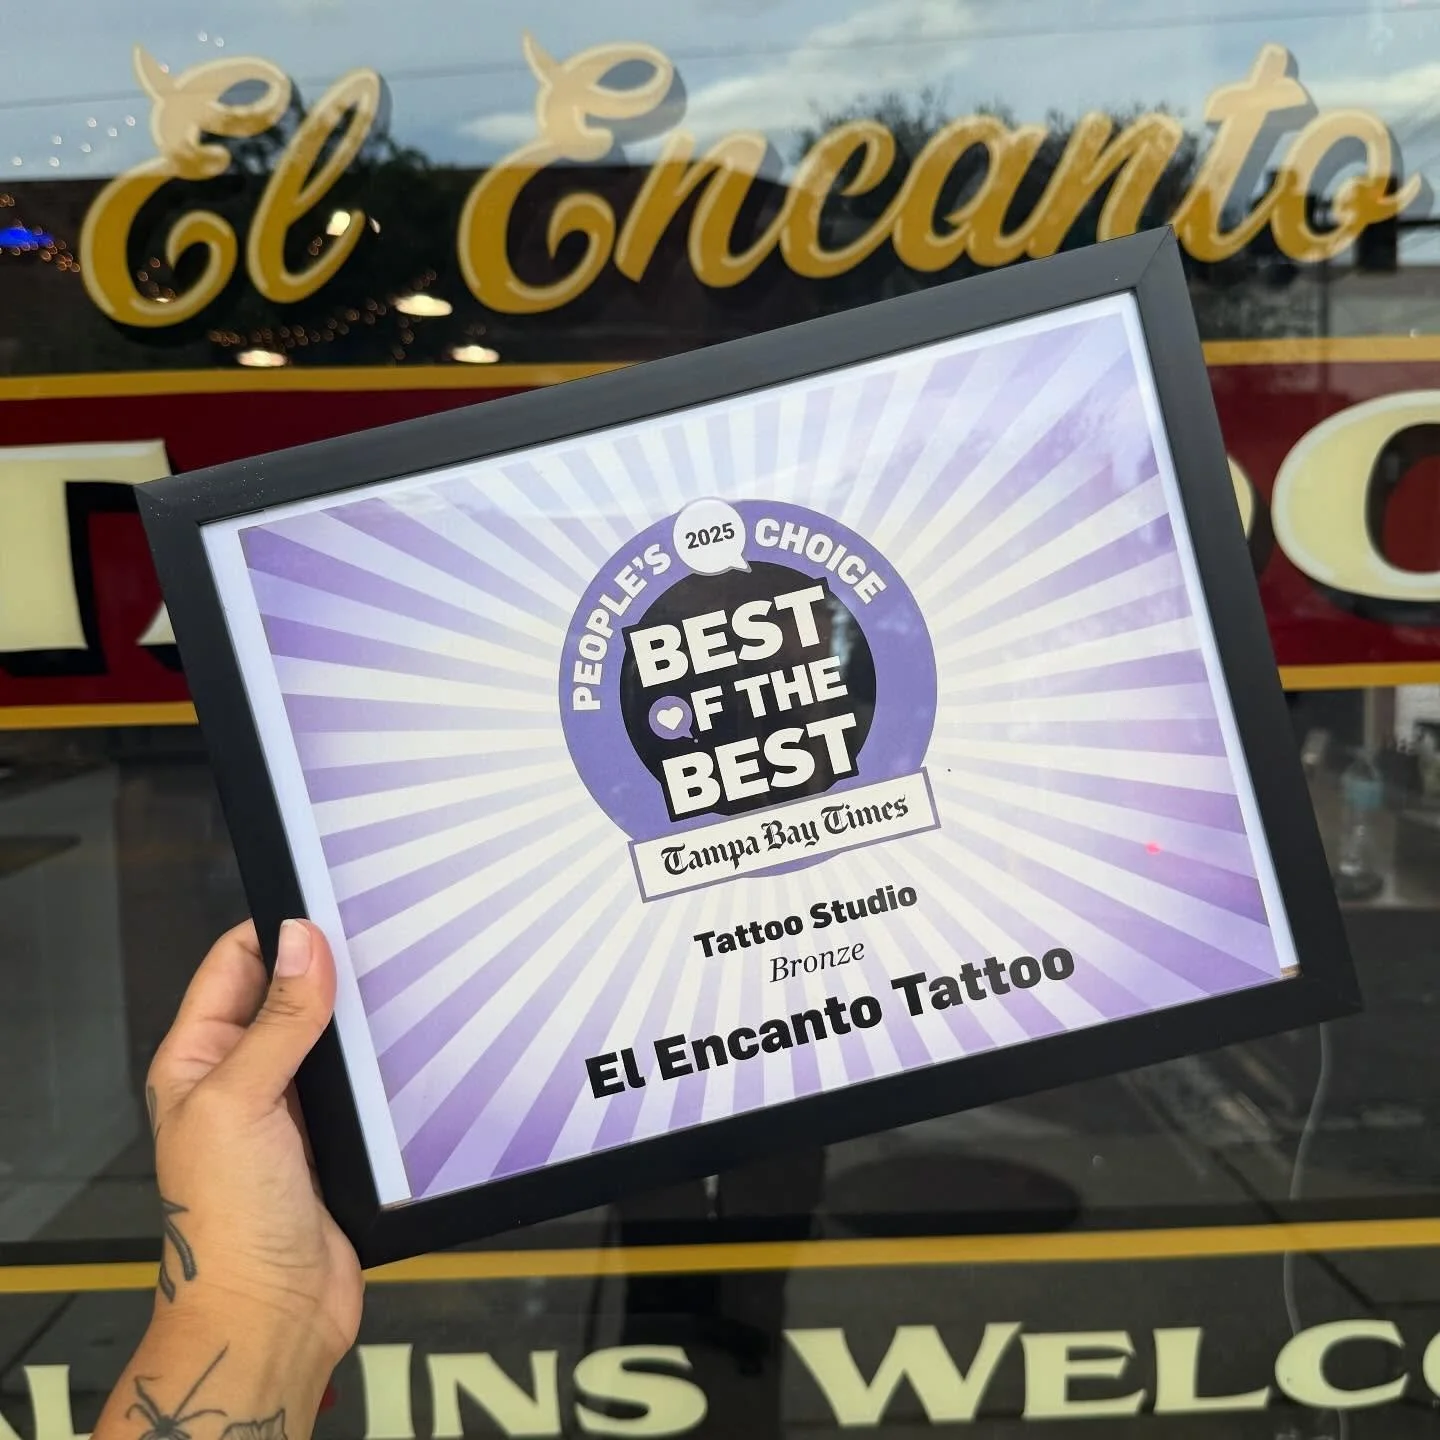 El Encanto
PEOPLE'S 2025 CHOICE
BEST
OF THE
BEST
Tampa Bay Times
Tattoo Studio
Bronze
El Encanto Tattoo
INS WELC